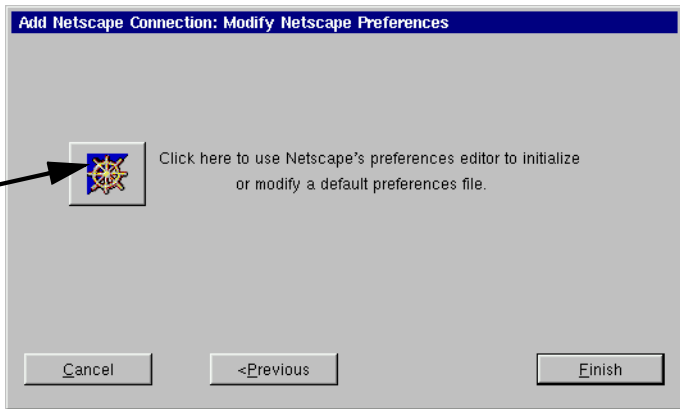 Add Netscape Connection: Modify Netscape Preferences
Click here to use Netscape's preferences editor to initialize
or modify a default preferences file.
Cancel
<Previous
Finish